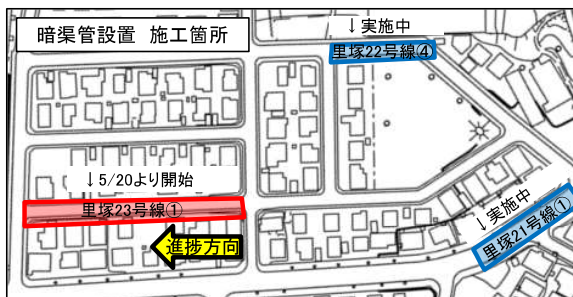 暗渠管設置 施工箇所
↓実施中
里塚22号線④
↓5/20より開始
里塚23号線①
進捗方向
↓実施中
里塚21号線①